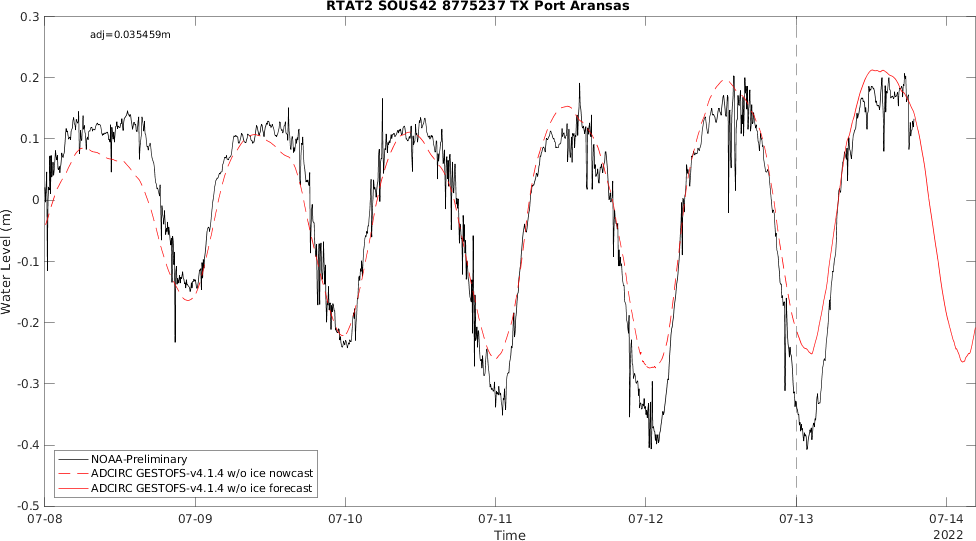 RTAT2 SOUS42 8775237 TX Port Aransas
adj=0.035459m
0.3
0.2
0.1
0
-0.1
-0.2
-0.3
-0.4
-0.5
Water Level (m)
NOAA-Preliminary
ADCIRC GESTOFS-v4.1.4 w/o ice nowcast
ADCIRC GESTOFS-v4.1.4 w/o ice forecast
07-08 07-09 07-10 07-11 07-12 07-13 07-14
Time
2022